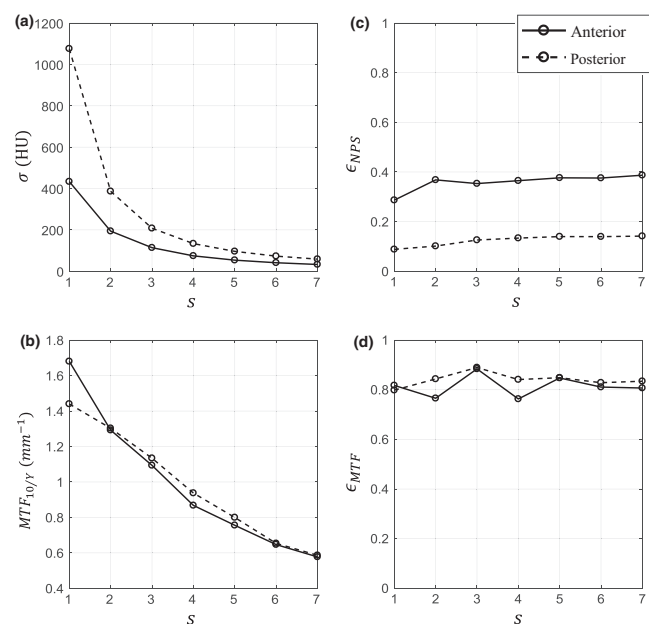 (a)
1200
1000
800
600
400
200
0
σ (HU)
1 2 3 4 5 6 7
S
(c)
Anterior
Posterior
1
0.8
0.6
0.4
0.2
0
ϵNPS
1 2 3 4 5 6 7
S
(b)
1.8
1.6
1.4
1.2
1
0.8
0.6
0.4
MTF10/Y (mm−1)
1 2 3 4 5 6 7
S
(d)
1
0.8
0.6
0.4
0.2
0
ϵMTF
1 2 3 4 5 6 7
S